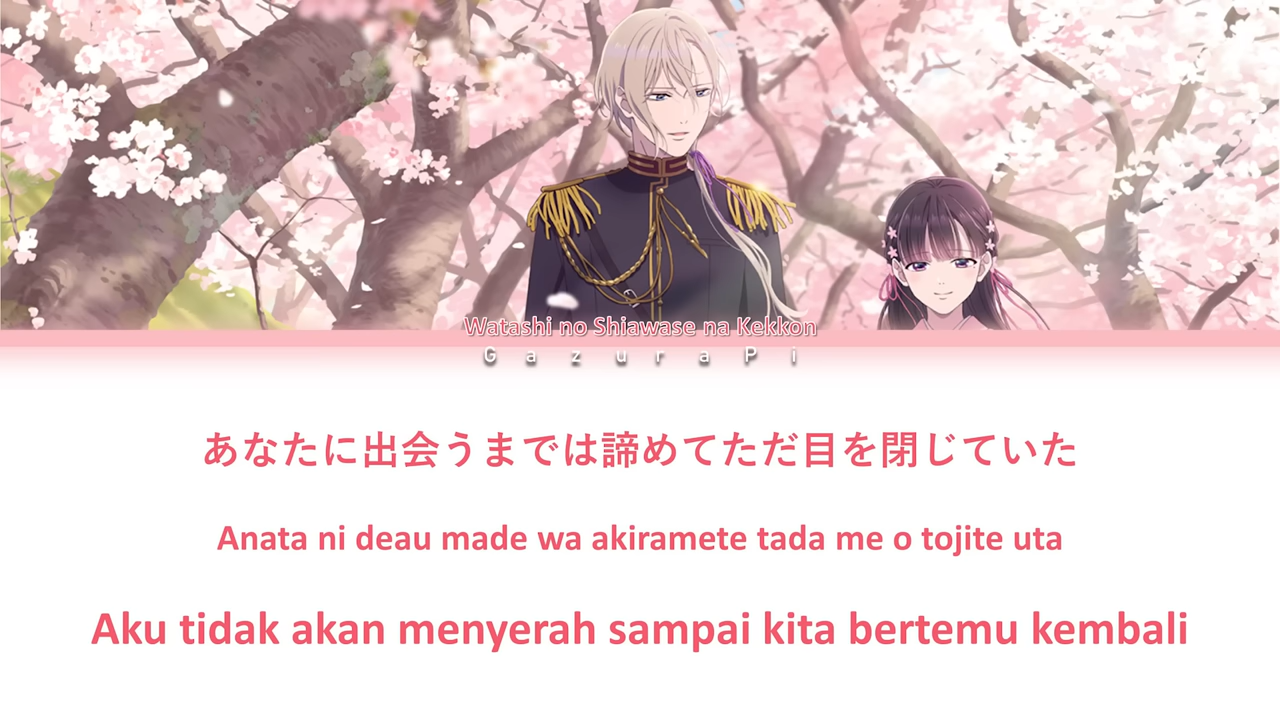 Watashi no Shiawase na Kekkon
GazuraPi
あなたに出会うまでは諦めてただ目を閉じていた
Anata ni deau made wa akiramete tada me o tojite uta
Aku tidak akan menyerah sampai kita bertemu kembali